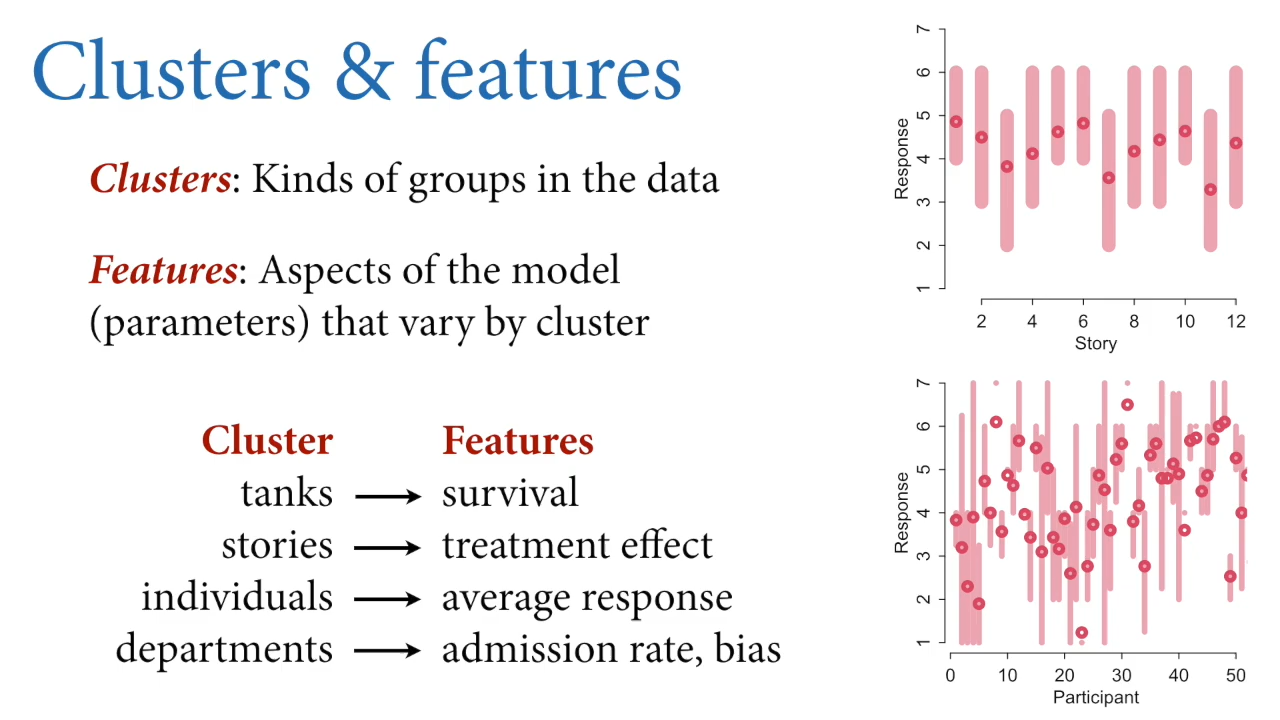 Clusters & features
Clusters: Kinds of groups in the data
Features: Aspects of the model
(parameters) that vary by cluster
Cluster Features
tanks survival
stories treatment effect
individuals average response
departments admission rate, bias
7
6
5
4
3
2
1
Response
2 4 6 8 10 12
Story
7
6
5
4
3
2
1
Response
0 10 20 30 40 50
Participant